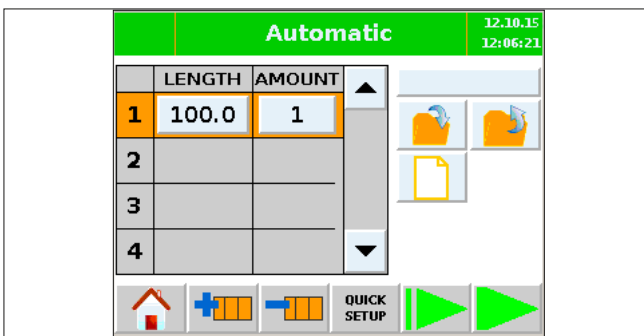 Automatic
12.10.15
12:06:21
LENGTH AMOUNT
1 100.0 1
2
3
4
QUICK
SETUP